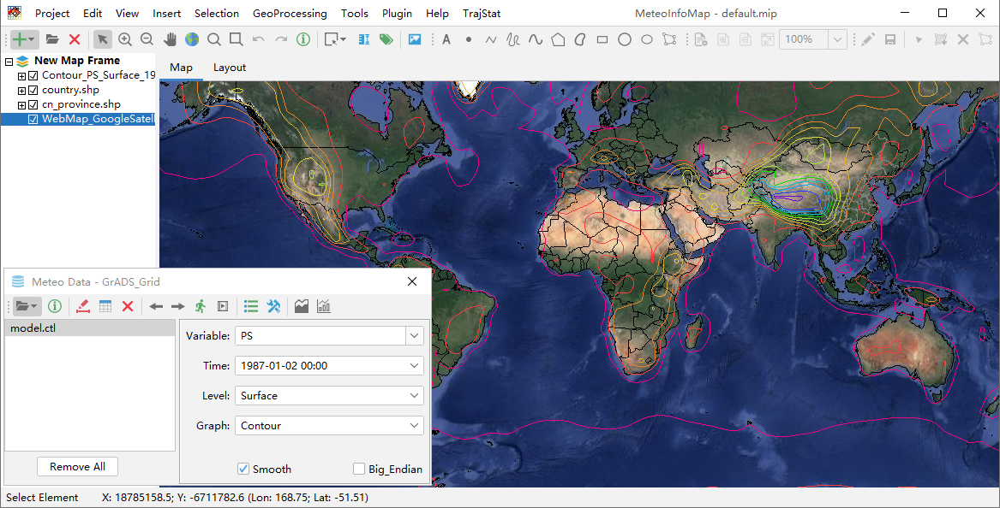 Project Edit View Insert Selection GeoProcessing Tools Plugin Help TrajStat MeteoInfoMap - default.mip
A 100%
New Map Frame
Map Layout
Contour_PS_Surface_19
country.shp
cn_province.shp
WebMap_GoogleSatell
Meteo Data - GrADS_Grid
model.ctl
Variable: PS
Time: 1987-01-02 00:00
Level: Surface
Graph: Contour
Remove All
Smooth Big_Endian
Select Element X: 18785158.5; Y: -6711782.6 (Lon: 168.75; Lat: -51.51)